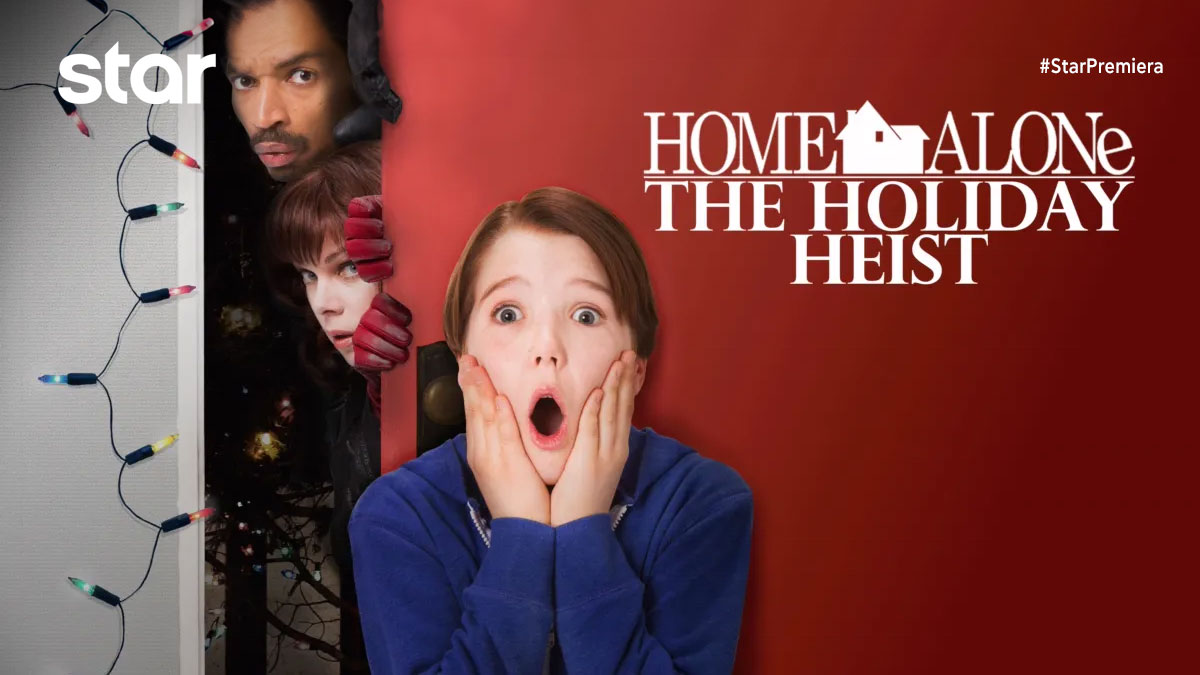 star
#StarPremiera
HOME ALONe
THE HOLIDAY
HEIST